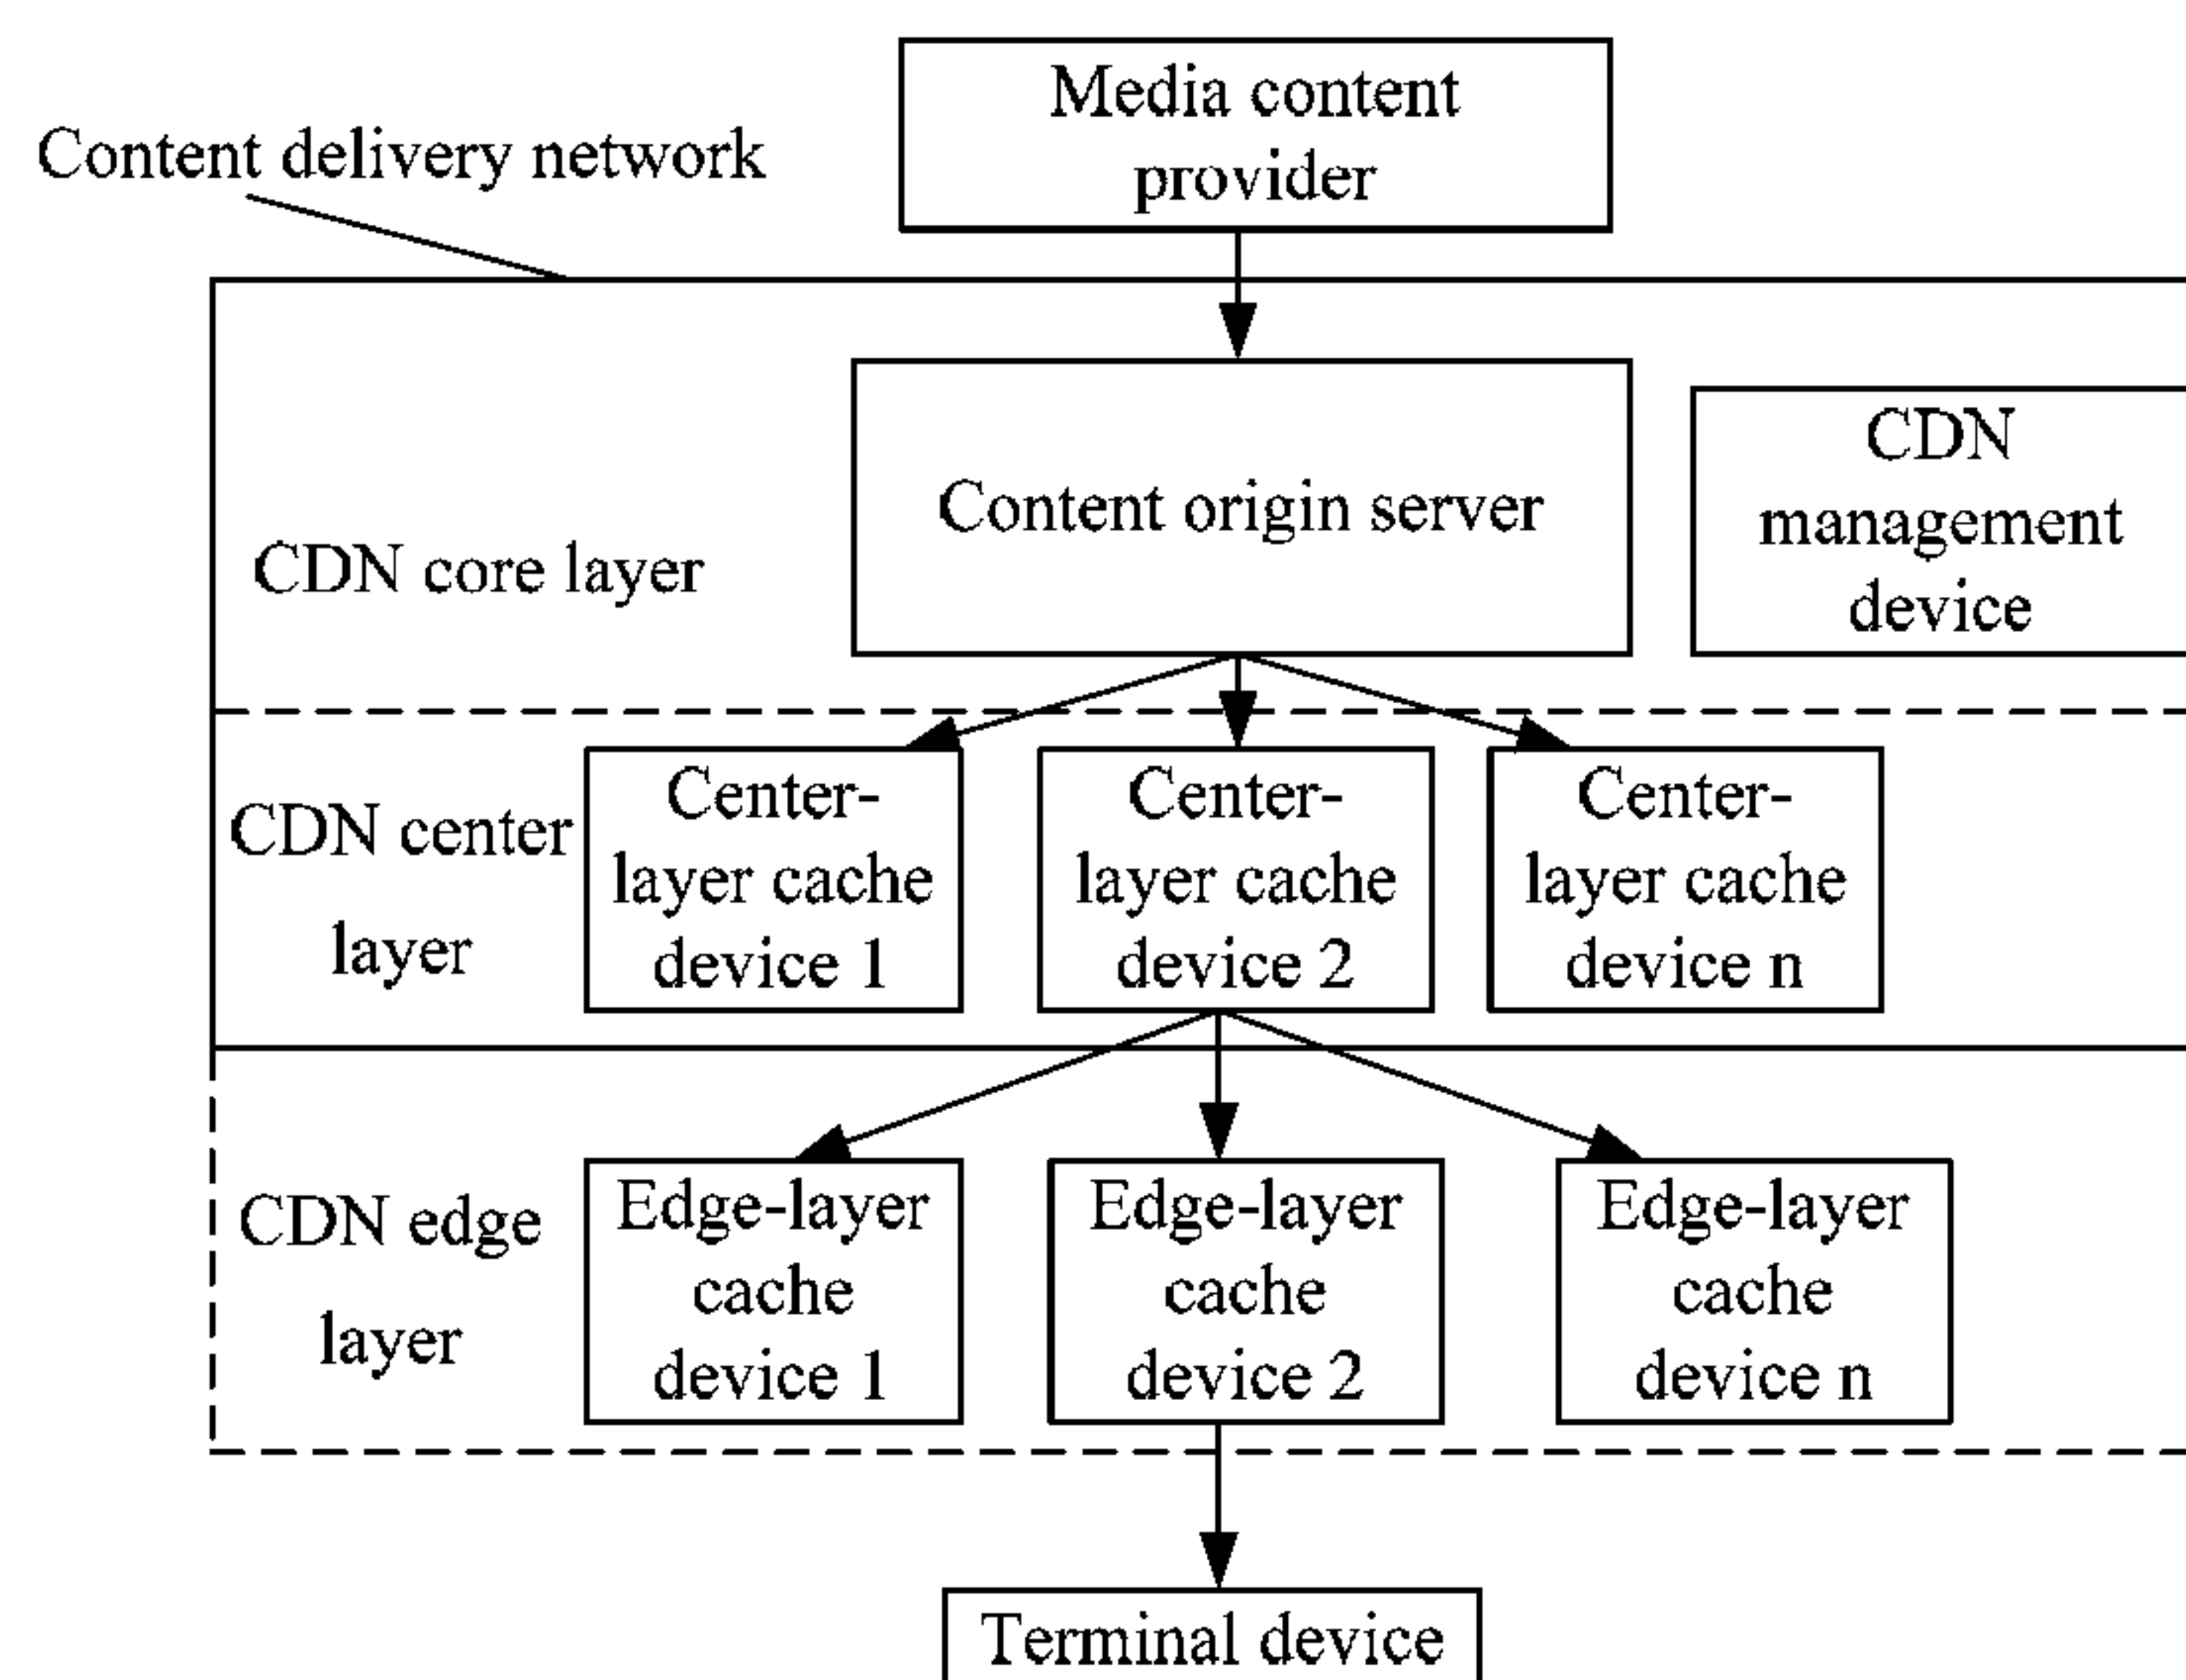 Media content
provider
Content delivery network
Content origin server
CDN
management
device
CDN core layer
CDN center
layer
Center-
layer cache
device 1
Center-
layer cache
device 2
Center-
layer cache
device n
CDN edge
layer
Edge-layer
cache
device 1
Edge-layer
cache
device 2
Edge-layer
cache
device n
Terminal device